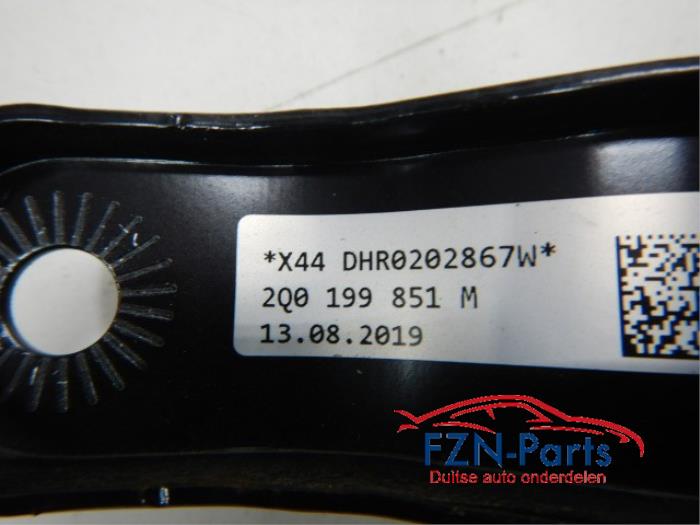 *X44 DHR0202867W*
2Q0 199 851 M
13.08.2019
FZN-Parts
Duitse auto onderdelen